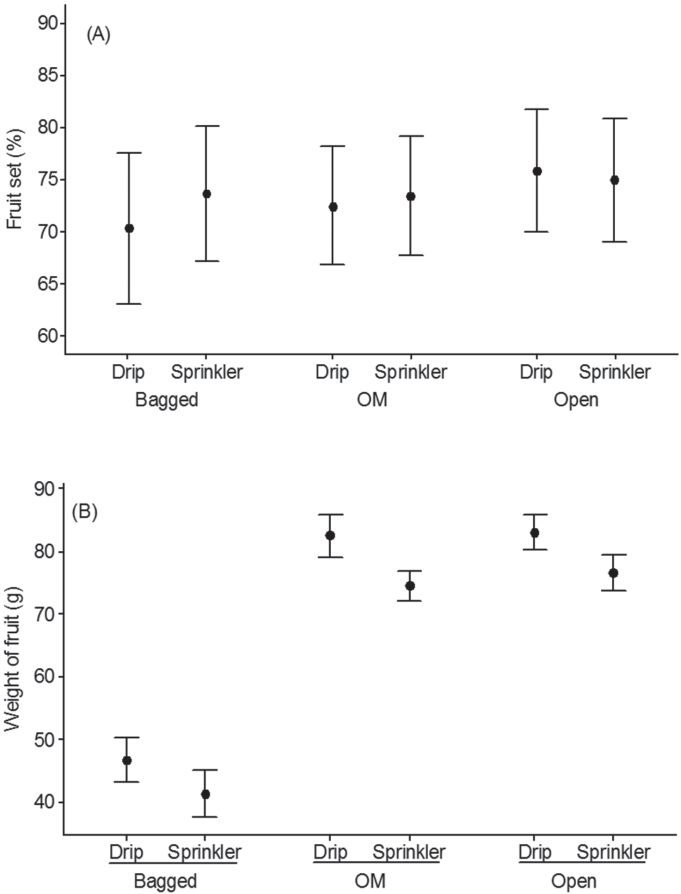 (A)
Fruit set (%)
90
85
80
75
70
65
60
Drip Sprinkler Drip Sprinkler Drip Sprinkler
Bagged OM Open
(B)
Weight of fruit (g)
90
80
70
60
50
40
Drip Sprinkler Drip Sprinkler Drip Sprinkler
Bagged OM Open